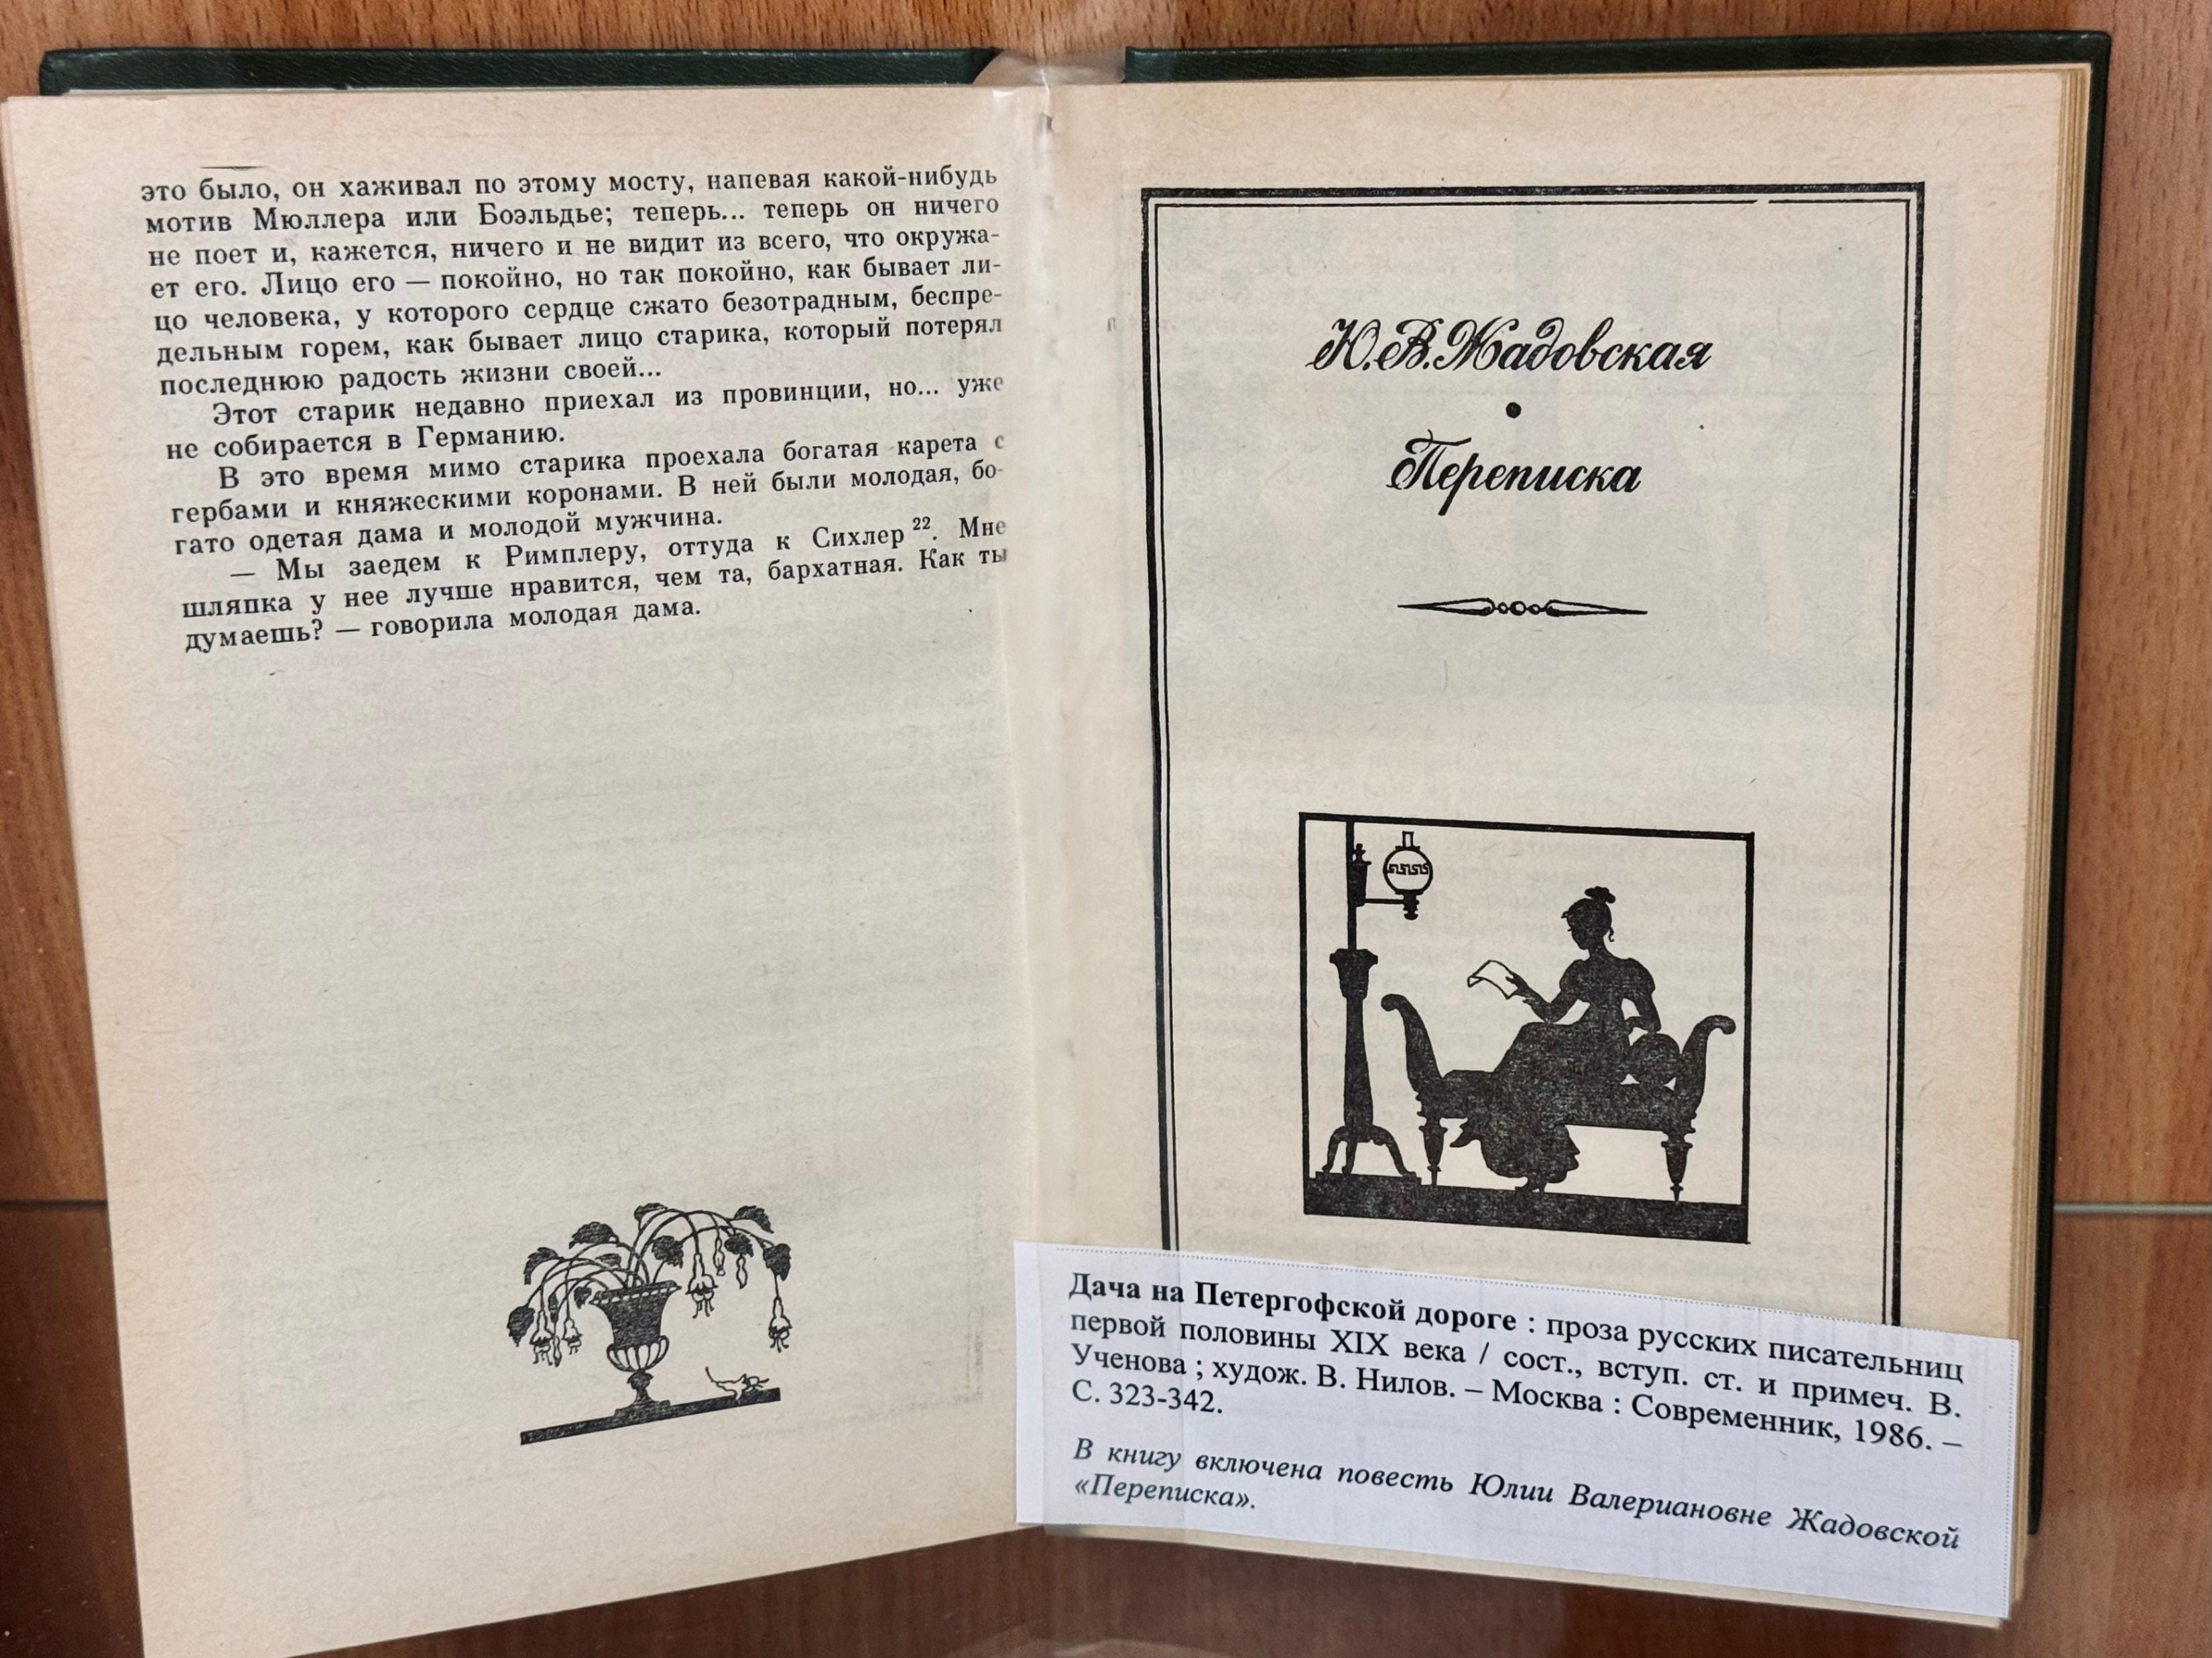 это было, он хаживал по этому мосту, напевая какой-нибудь
мотив Мюллера или Боэльдье; теперь... теперь он ничего
не поет и, кажется, ничего и не видит из всего, что окружа-
ет его. Лицо его — покойно, но так покойно, как бывает ли-
цо человека, у которого сердце сжато безотрадным, беспре-
дельным горем, как бывает лицо старика, который потерял
последнюю радость жизни своей...
Этот старик недавно приехал из провинции, но... уже
не собирается в Германию.
В это время мимо старика проехала богатая карета с
гербами и княжескими коронами. В ней были молодая, бо-
гато одетая дама и молодой мужчина.
— Мы заедем к Римплеру, оттуда к Сихлер 22. Мне
шляпка у нее лучше нравится, чем та, бархатная. Как ты
думаешь? — говорила молодая дама.
Ю.В.Жадовская
•
Переписка
Дача на Петергофской дороге : проза русских писательниц
первой половины XIX века / сост., вступ. ст. и примеч. В.
Ученова ; худож. В. Нилов. – Москва : Современник, 1986. –
С. 323-342.
В книгу включена повесть Юлии Валериановне Жадовской
«Переписка».